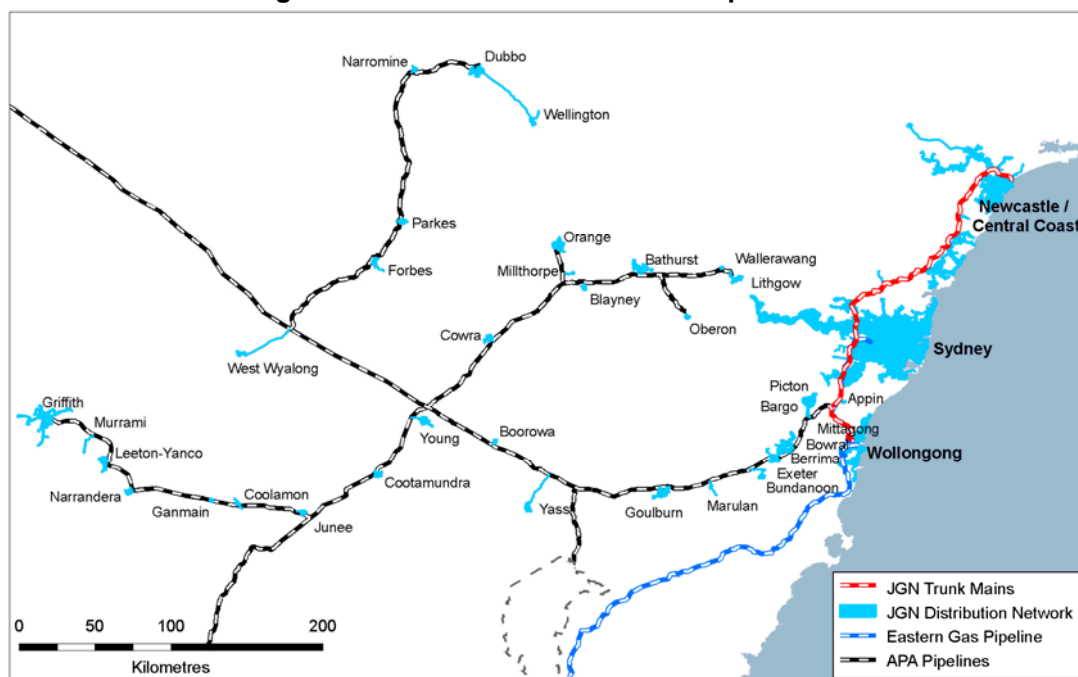 Narromine
Dubbo
Wellington
Parkes
Forbes
West Wyalong
Orange
Millthorpe
Blayney
Bathurst
Wallerawang
Lithgow
Oberon
Cowra
Newcastle /
Central Coast
Sydney
Griffith
Murrami
Leeton-Yanco
Narrandera
Ganmain
Coolamon
Junee
Cootamundra
Young
Boorowa
Yass
Goulburn
Marulan
Picton
Bargo
Appin
Mittagong
Bowral
Berrima
Exeter
Bundanoon
Wollongong
0 50 100 200
Kilometres
JGN Trunk Mains
JGN Distribution Network
Eastern Gas Pipeline
APA Pipelines